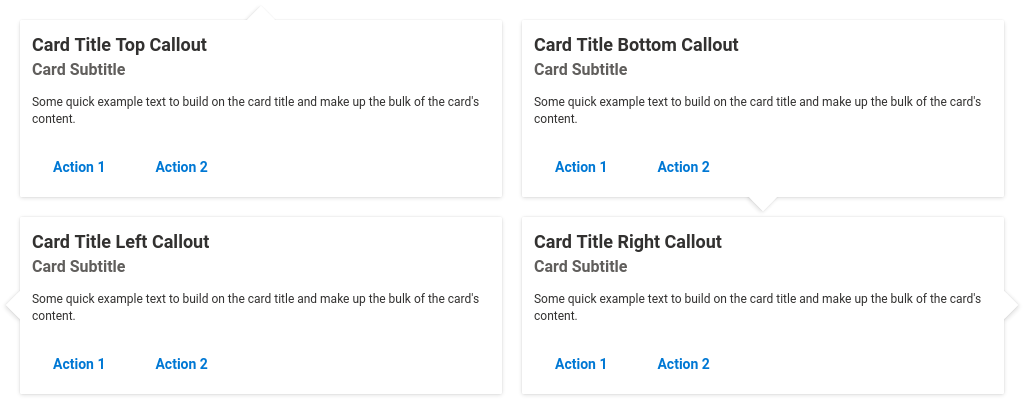 Card Title Top Callout
Card Subtitle
Some quick example text to build on the card title and make up the bulk of the card's
content.
Action 1 Action 2
Card Title Bottom Callout
Card Subtitle
Some quick example text to build on the card title and make up the bulk of the card's
content.
Action 1 Action 2
Card Title Left Callout
Card Subtitle
Some quick example text to build on the card title and make up the bulk of the card's
content.
Action 1 Action 2
Card Title Right Callout
Card Subtitle
Some quick example text to build on the card title and make up the bulk of the card's
content.
Action 1 Action 2